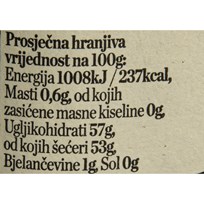 Prosječna hranjiva
vrijednost na 100g:
Energija 1008kJ / 237kcal,
Masti 0,6g, od kojih
zasićene masne kiseline 0g,
Ugljikohidrati 57g,
od kojih šećeri 53g,
Bjelančevine 1g, Sol 0g